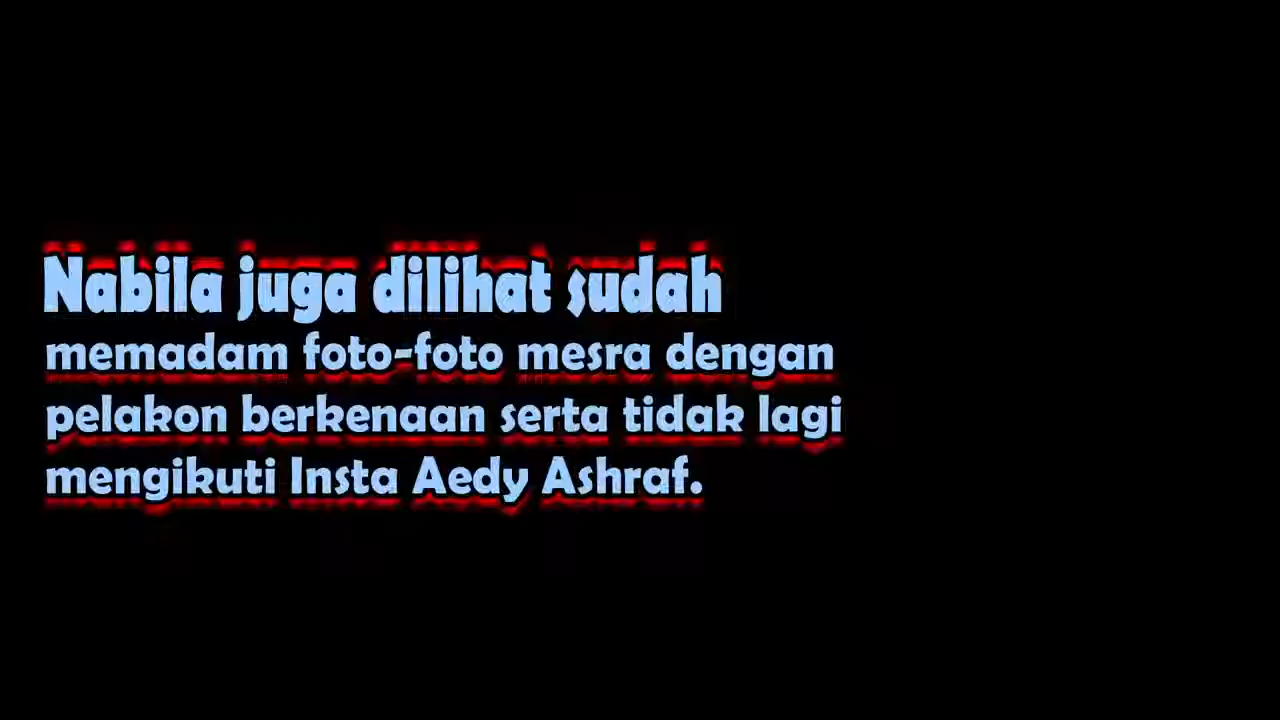 Nabila juga dilihat sudah
memadam foto-foto mesra dengan
pelakon berkenaan serta tidak lagi
mengikuti Insta Aedy Ashraf.